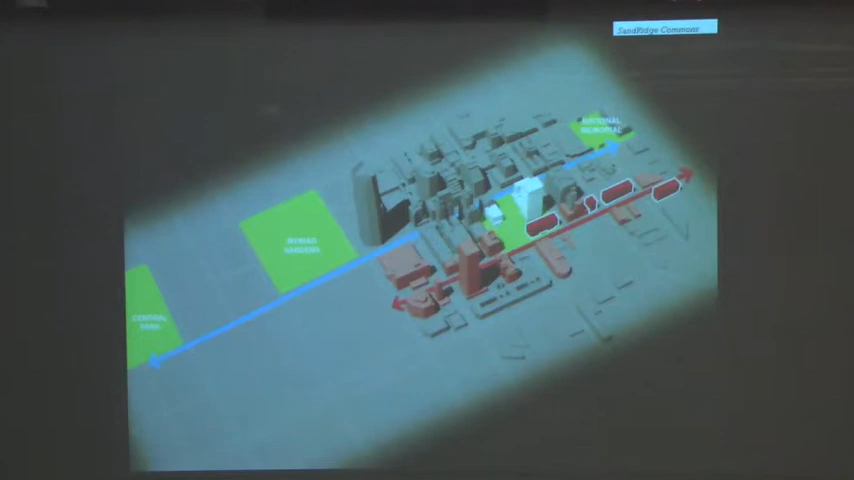 SandRidge Commons
NATIONAL
MEMORIAL
MYRIAD
GARDENS
CENTRAL
PARK